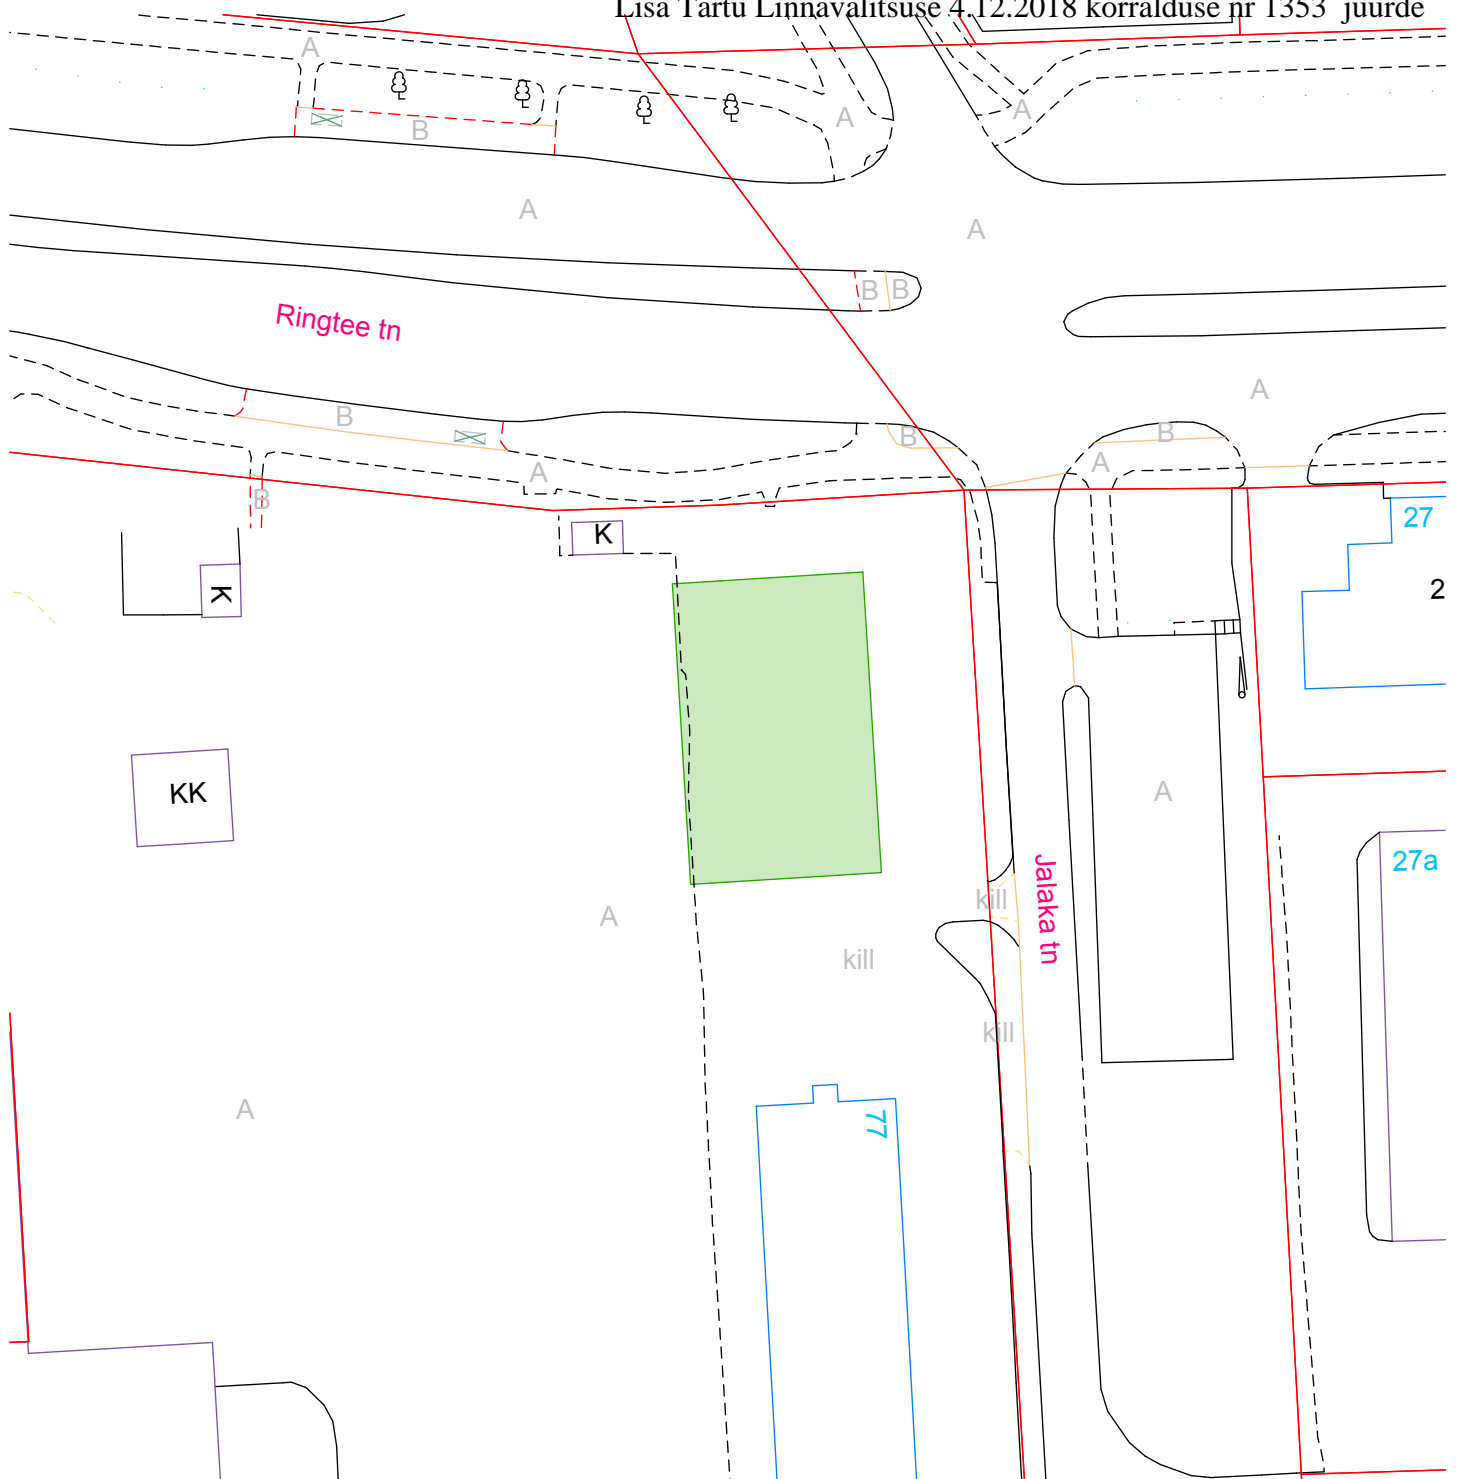 Lisa Tartu Linnavalitsuse 4.12.2018 korralduse nr 1353 juurde
A
B
A
A
A
A
B
B
Ringtee tn
A
B
B
B
A
A
B
K
27
2
K
KK
A
27a
Jalaka tn
kill
A
kill
kill
A
77